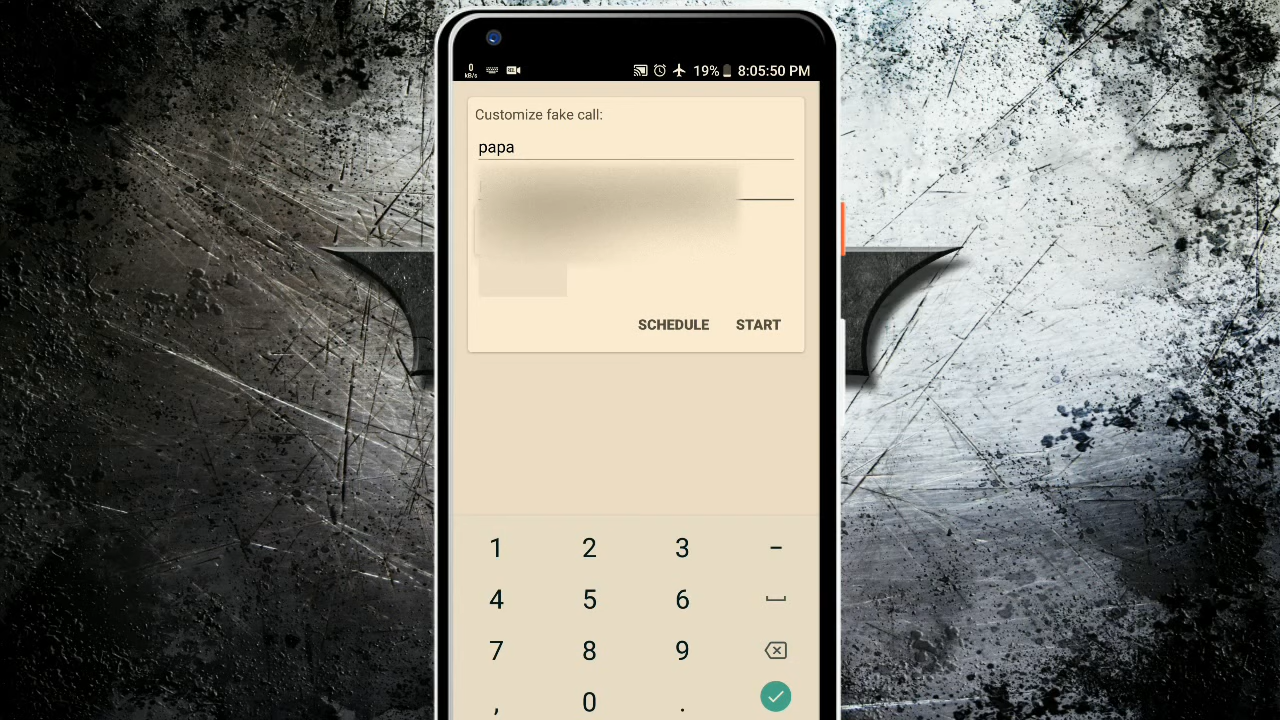 0
kB/s
19%
8:05:50 PM
Customize fake call:
papa
SCHEDULE START
1 2 3 -
4 5 6
7 8 9
, 0 .